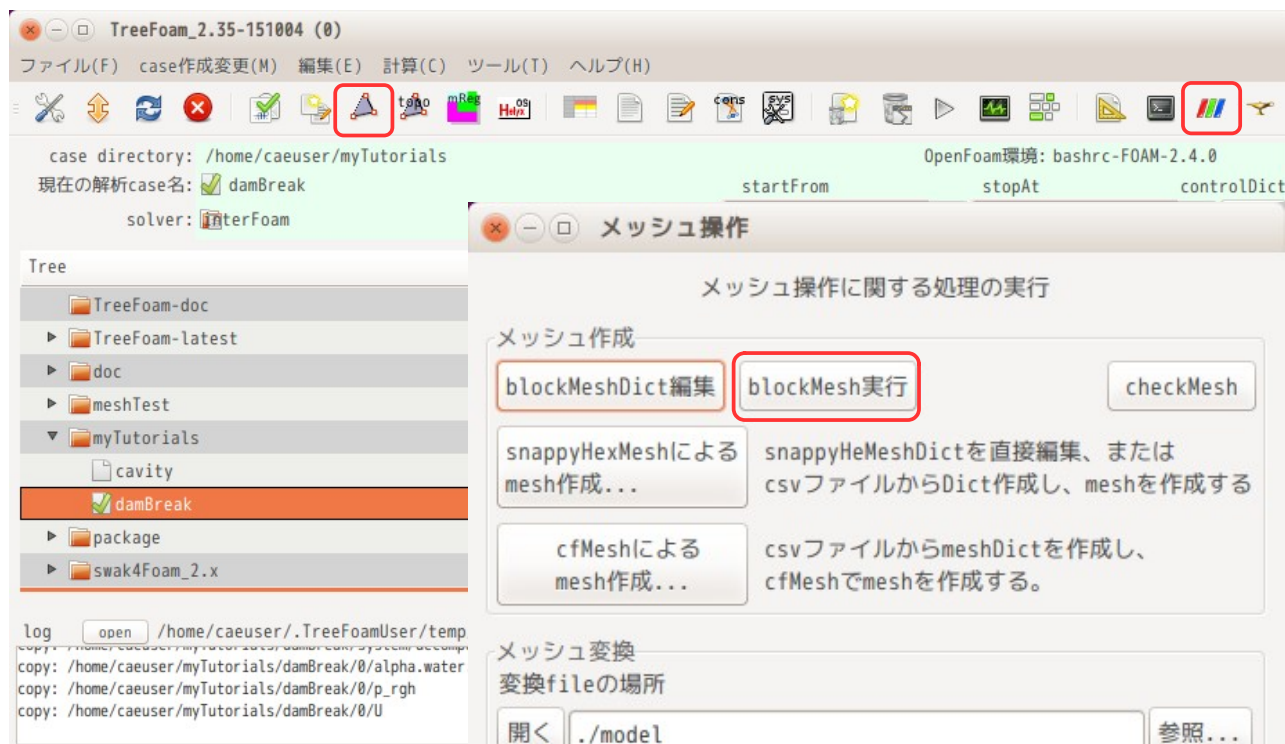 TreeFoam_2.35-151004 (0)
ファイル(F) case作成変更(M) 編集(E) 計算(C) ツール(T) ヘルプ(H)
topo mReg Helyx OS cons SYS
case directory: /home/caeuser/myTutorials
OpenFoam環境: bashrc-FOAM-2.4.0
現在の解析case名: damBreak
startFrom stopAt controlDict
solver: interFoam
Tree
TreeFoam-doc
TreeFoam-latest
doc
meshTest
myTutorials
cavity
damBreak
package
swak4Foam_2.x
log open /home/caeuser/.TreeFoamUser/temp
copy: /home/caeuser/myTutorials/damBreak/system/decomp
copy: /home/caeuser/myTutorials/damBreak/0/alpha.water
copy: /home/caeuser/myTutorials/damBreak/0/p_rgh
copy: /home/caeuser/myTutorials/damBreak/0/U
メッシュ操作
メッシュ操作に関する処理の実行
メッシュ作成
blockMeshDict編集 blockMesh実行 checkMesh
snappyHexMeshによる
mesh作成...
snappyHeMeshDictを直接編集、または
csvファイルからDict作成し、meshを作成する
cfMeshによる
mesh作成...
csvファイルからmeshDictを作成し、
cfMeshでmeshを作成する。
メッシュ変換
変換fileの場所
開く ./model 参照...